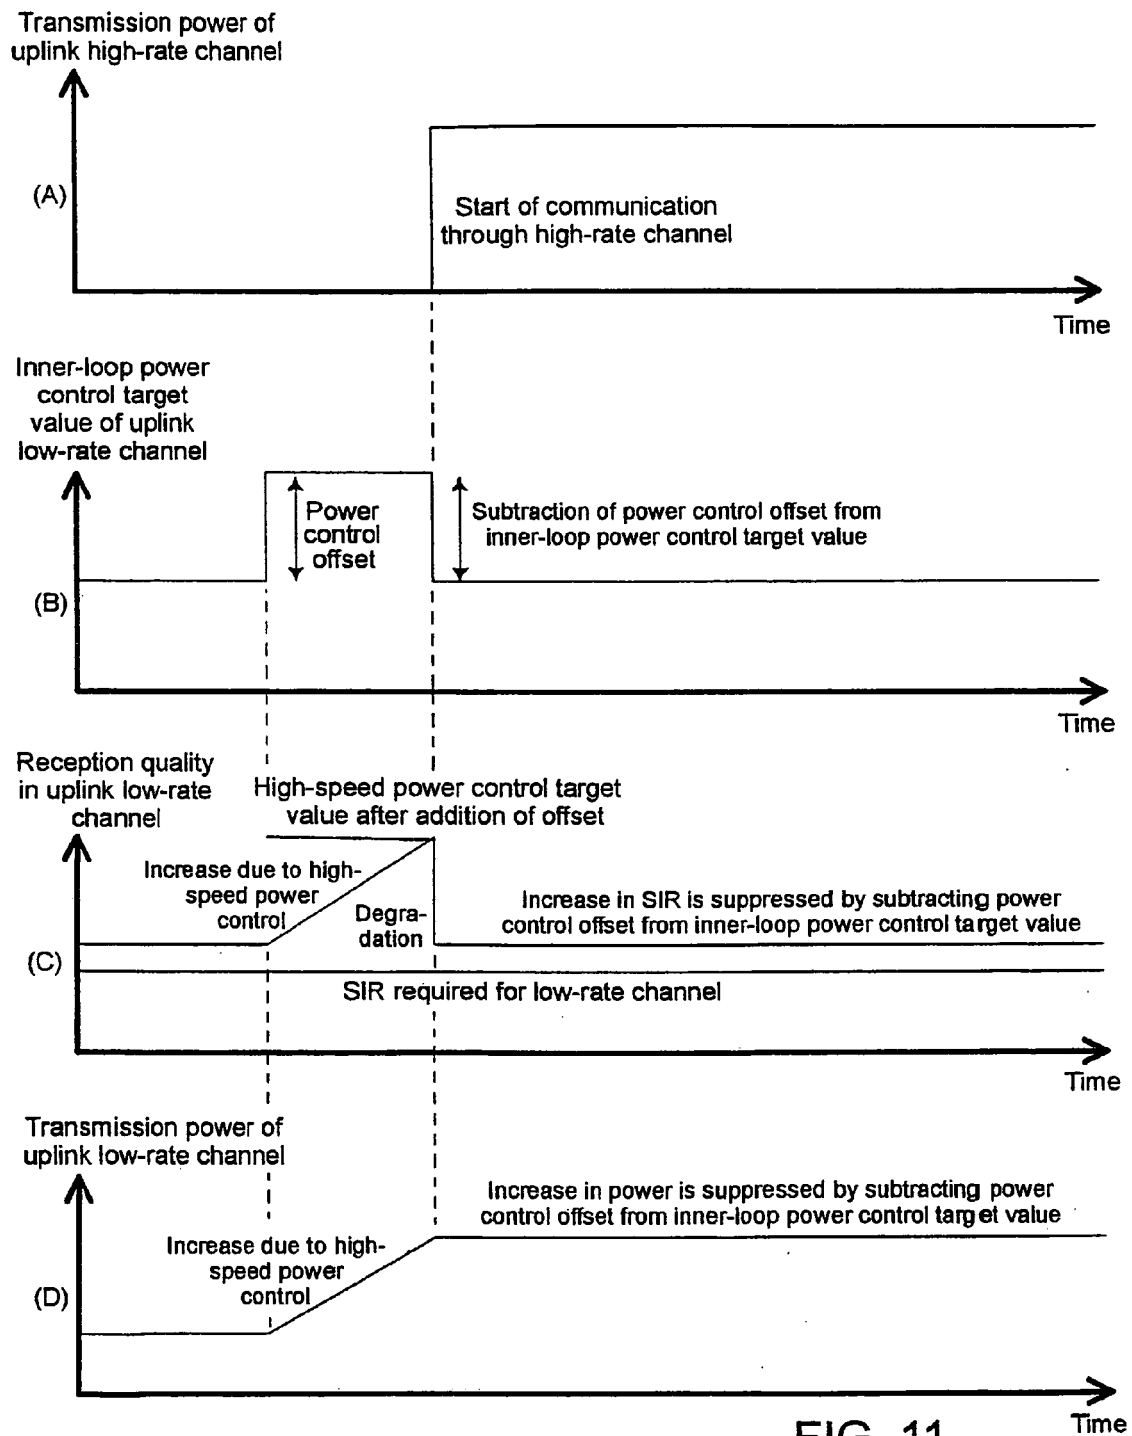 Transmission power of
uplink high-rate channel
(A)
Start of communication
through high-rate channel
Time
Inner-loop power
control target
value of uplink
low-rate channel
Power
control
offset
Subtraction of power control offset from
inner-loop power control target value
(B)
Time
Reception quality
in uplink low-rate
channel
High-speed power control target
value after addition of offset
Increase due to high-
speed power
control
Degra-
dation
Increase in SIR is suppressed by subtracting power
control offset from inner-loop power control target value
(C)
SIR required for low-rate channel
Time
Transmission power of
uplink low-rate channel
Increase in power is suppressed by subtracting power
control offset from inner-loop power control target value
Increase due to high-
speed power
control
(D)
Time
FIG. 11